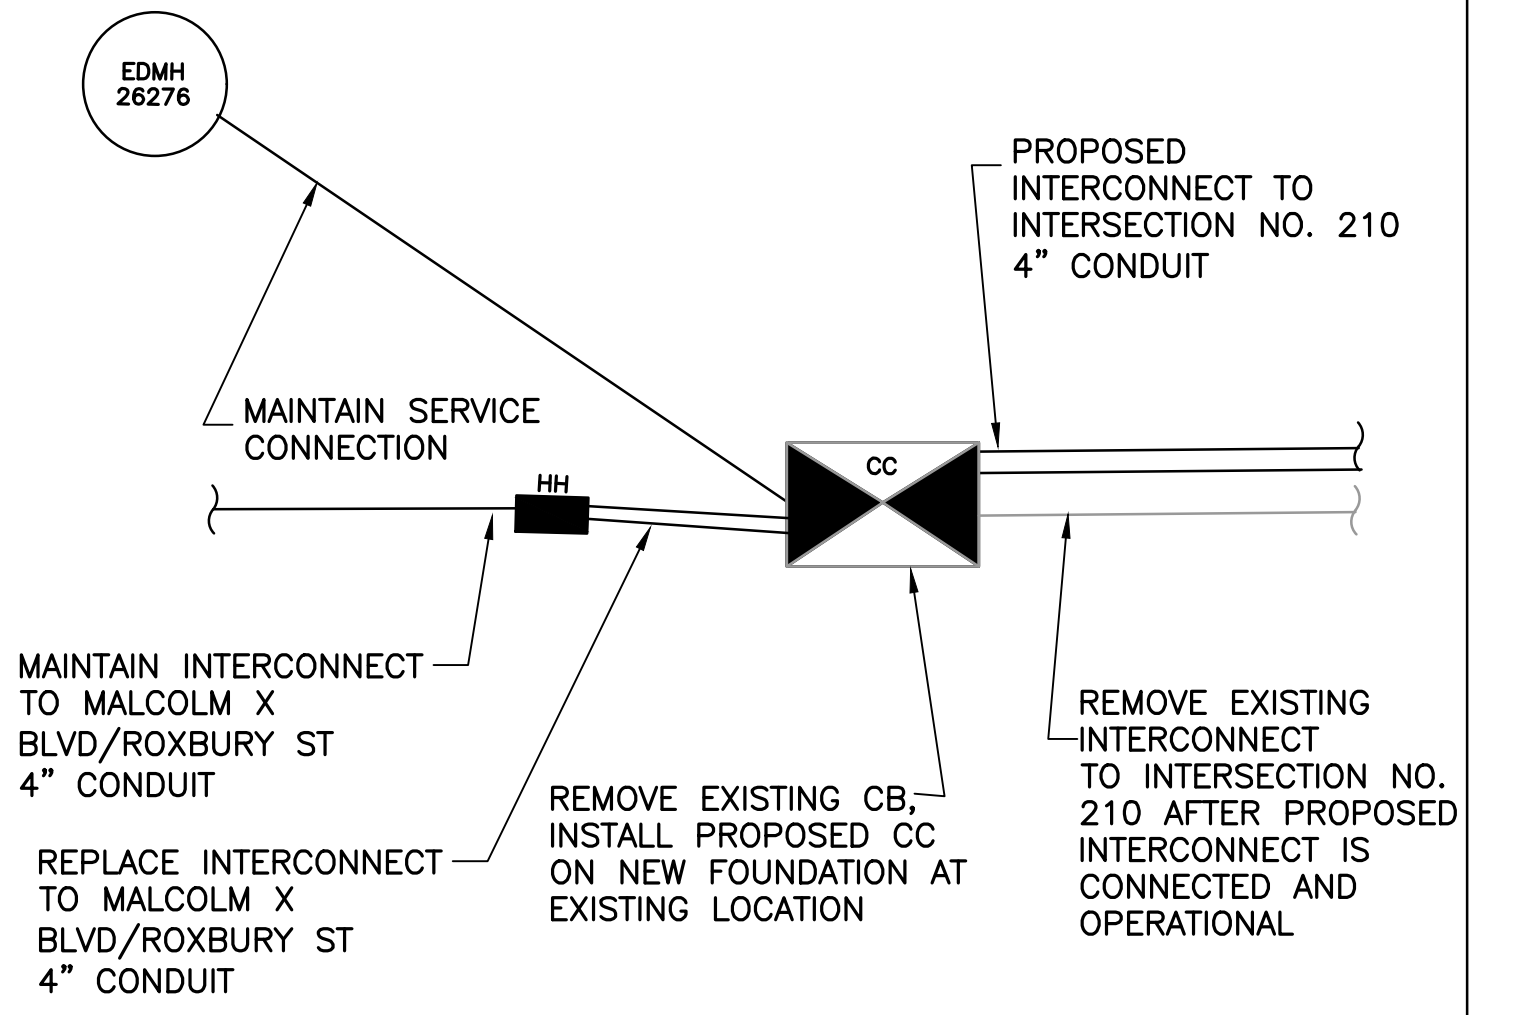 EDMH
26276
PROPOSED
INTERCONNECT TO
INTERSECTION NO. 210
4” CONDUIT
MAINTAIN SERVICE
CONNECTION
CC
HH
MAINTAIN INTERCONNECT
TO MALCOLM X
BLVD/ROXBURY ST
4” CONDUIT
REPLACE INTERCONNECT
TO MALCOLM X
BLVD/ROXBURY ST
4” CONDUIT
REMOVE EXISTING CB,
INSTALL PROPOSED CC
ON NEW FOUNDATION AT
EXISTING LOCATION
REMOVE EXISTING
INTERCONNECT
TO INTERSECTION NO.
210 AFTER PROPOSED
INTERCONNECT IS
CONNECTED AND
OPERATIONAL